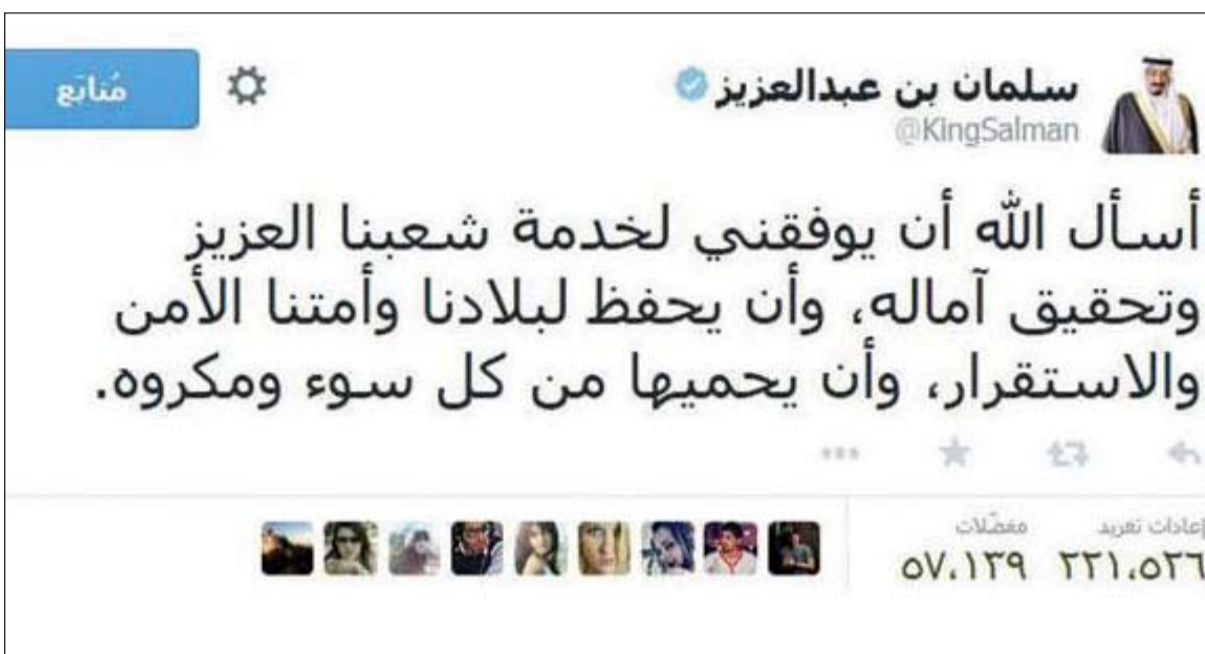 سلمان بن عبدالعزيز
@KingSalman
مُتابَع
أسأل الله أن يوفقني لخدمة شعبنا العزيز
وتحقيق آماله، وأن يحفظ لبلادنا وأمتنا الأمن
والاستقرار، وأن يحميها من كل سوء ومكروه.
إعادات تغريد مفضّلات
٢٢١،٥٢٦ ٥٧،١٣٩